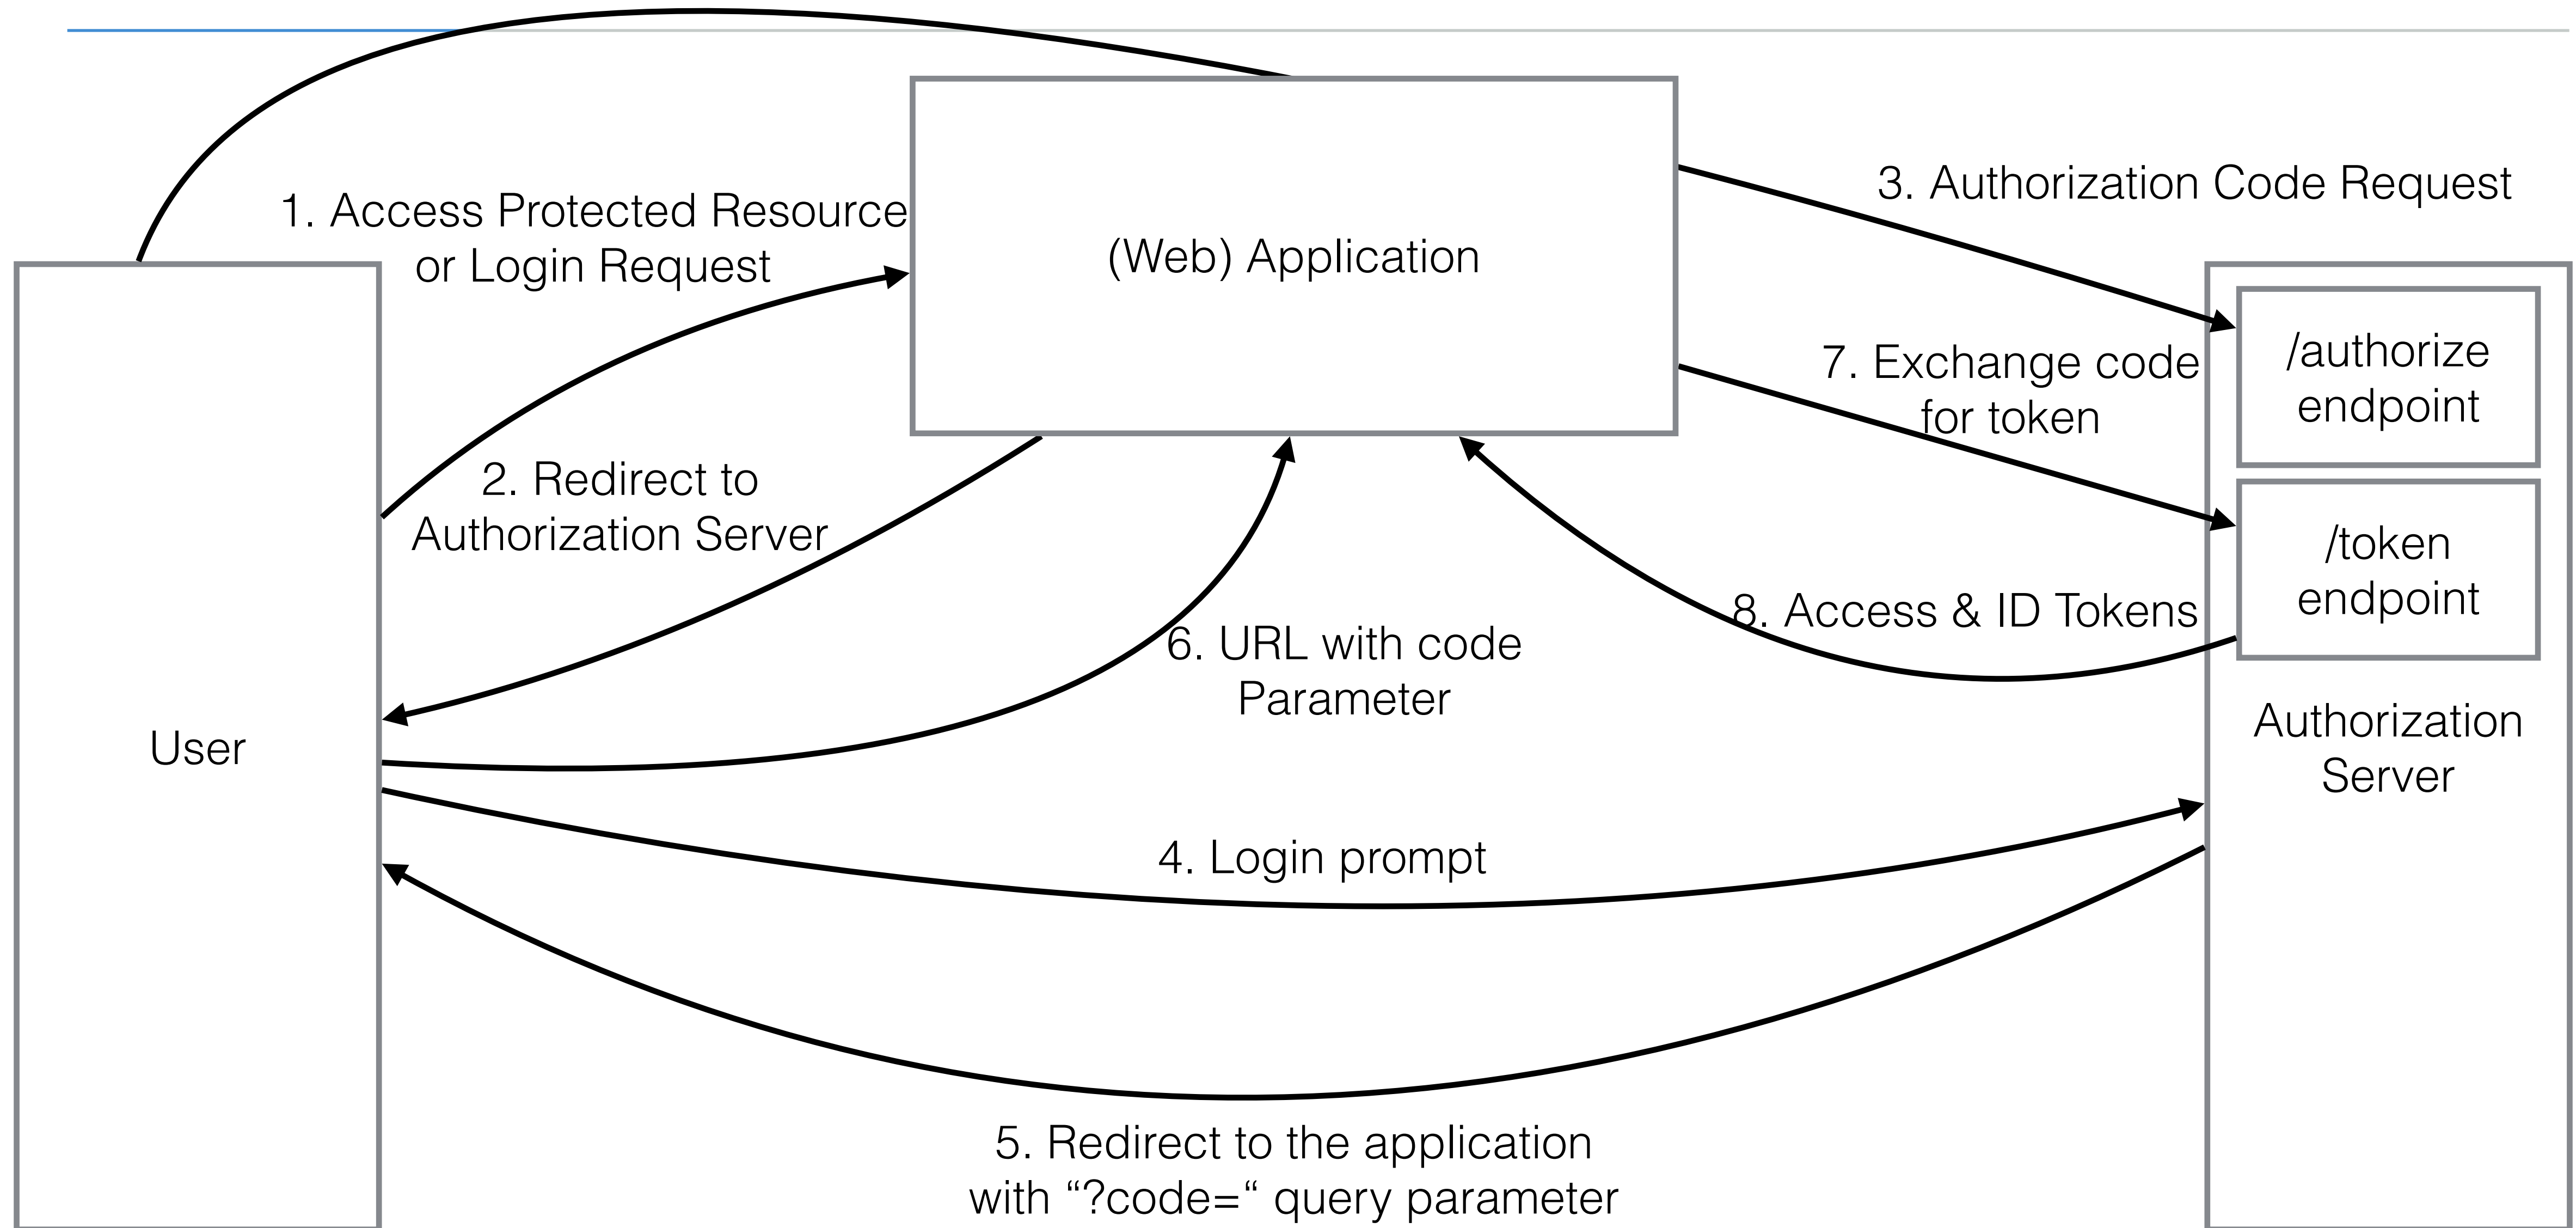 1. Access Protected Resource
or Login Request
(Web) Application
3. Authorization Code Request
7. Exchange code
for token
/authorize
endpoint
2. Redirect to
Authorization Server
/token
endpoint
8. Access & ID Tokens
6. URL with code
Parameter
User
Authorization
Server
4. Login prompt
5. Redirect to the application
with “?code=“ query parameter